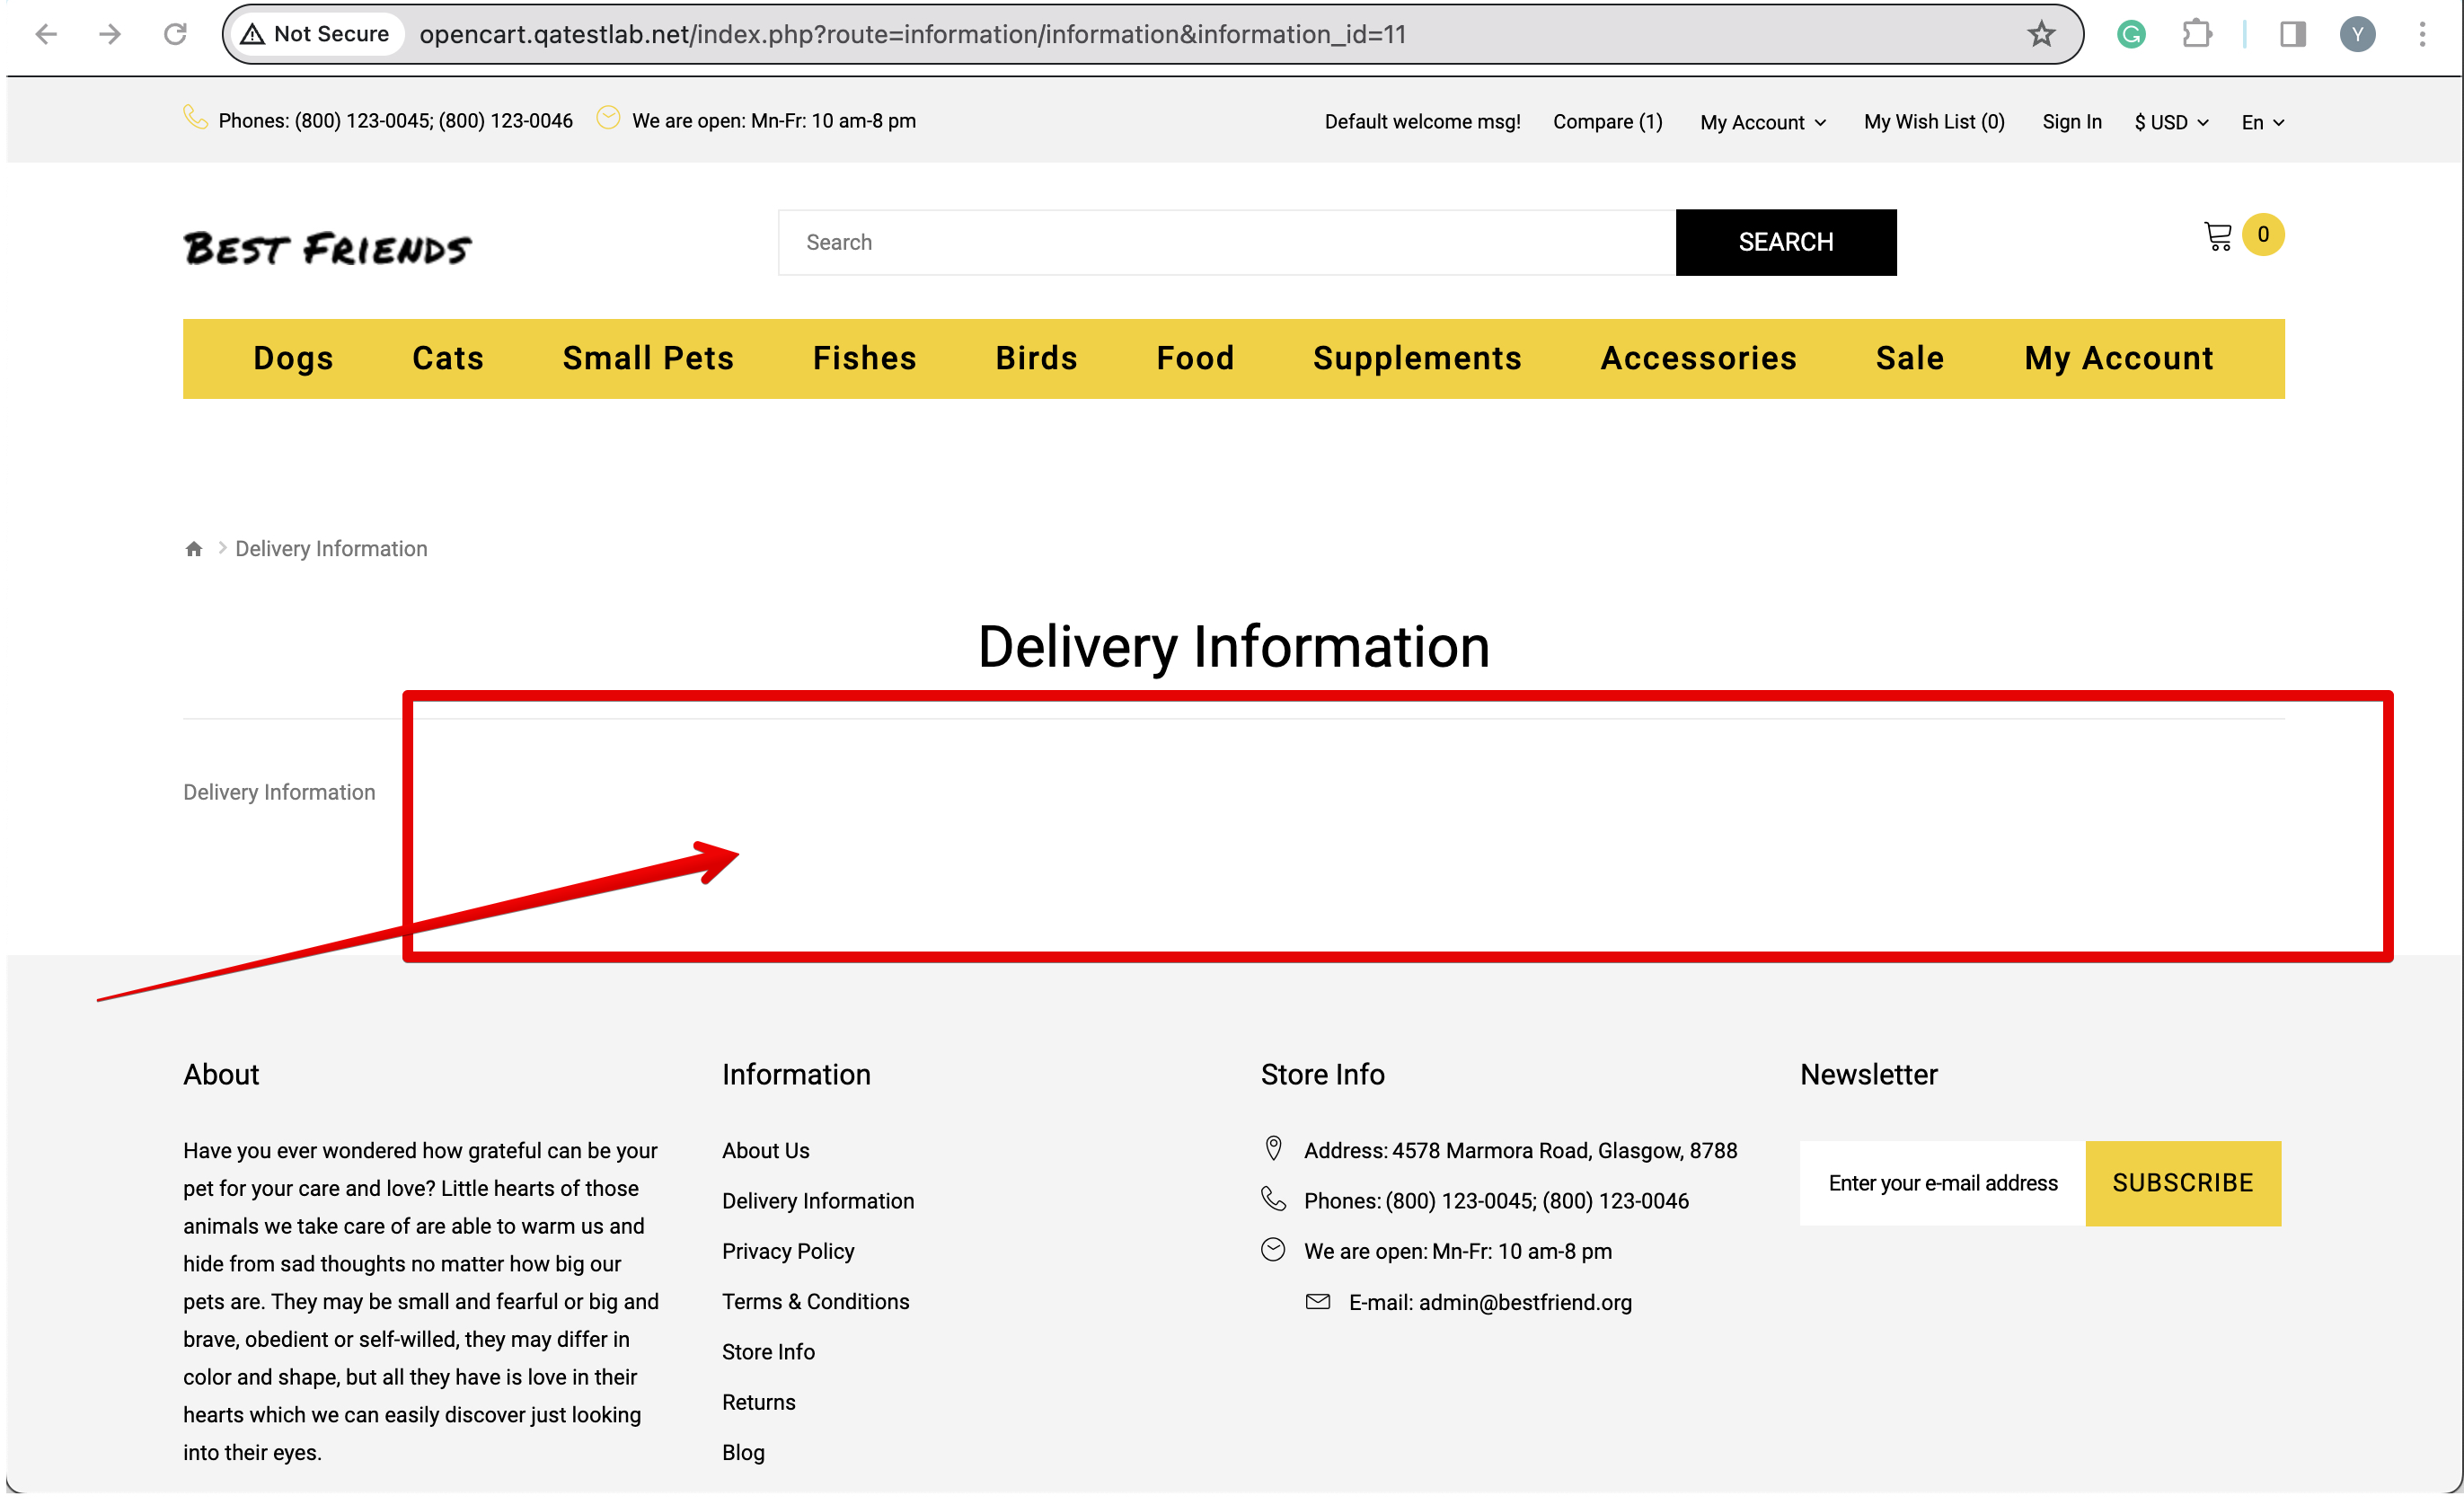 Not Secure opencart.qatestlab.net/index.php?route=information/information&information_id=11
G
Y
Phones: (800) 123-0045; (800) 123-0046 We are open: Mn-Fr: 10 am-8 pm Default welcome msg! Compare (1) My Account My Wish List (0) Sign In $ USD En
BEST FRIENDS
Search SEARCH 0
Dogs Cats Small Pets Fishes Birds Food Supplements Accessories Sale My Account
Delivery Information
Delivery Information
Delivery Information
About
Have you ever wondered how grateful can be your
pet for your care and love? Little hearts of those
animals we take care of are able to warm us and
hide from sad thoughts no matter how big our
pets are. They may be small and fearful or big and
brave, obedient or self-willed, they may differ in
color and shape, but all they have is love in their
hearts which we can easily discover just looking
into their eyes.
Information
About Us
Delivery Information
Privacy Policy
Terms & Conditions
Store Info
Returns
Blog
Store Info
Address: 4578 Marmora Road, Glasgow, 8788
Phones: (800) 123-0045; (800) 123-0046
We are open: Mn-Fr: 10 am-8 pm
E-mail: admin@bestfriend.org
Newsletter
Enter your e-mail address SUBSCRIBE